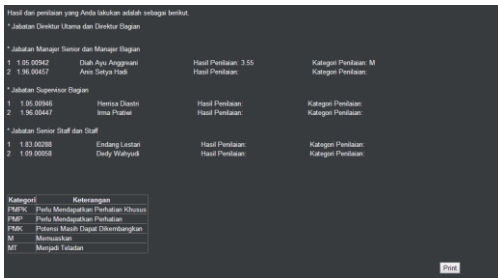 Hasil dari penilaian yang Anda lakukan adalah sebagai berikut.
* Jabatan Direktur Utama dan Direktur Bagian
* Jabatan Manajer Senior dan Manajer Bagian
1 1.05.00942 Diah Ayu Anggreani Hasil Penilaian: 3.55 Kategori Penilaian: M
2 1.96.00457 Anis Setya Hadi Hasil Penilaian: Kategori Penilaian:
* Jabatan Supervisor Bagian
1 1.05.00946 Herrisa Diastri Hasil Penilaian: Kategori Penilaian:
2 1.96.00447 Irma Pratiwi Hasil Penilaian: Kategori Penilaian:
* Jabatan Senior Staff dan Staff
1 1.83.00288 Endang Lestari Hasil Penilaian: Kategori Penilaian:
2 1.09.00058 Dedy Wahyudi Hasil Penilaian: Kategori Penilaian:
Kategori Keterangan
PMPK Perlu Mendapatkan Perhatian Khusus
PMP Perlu Mendapatkan Perhatian
PMK Potensi Masih Dapat Dikembangkan
M Memuaskan
MT Menjadi Teladan
Print